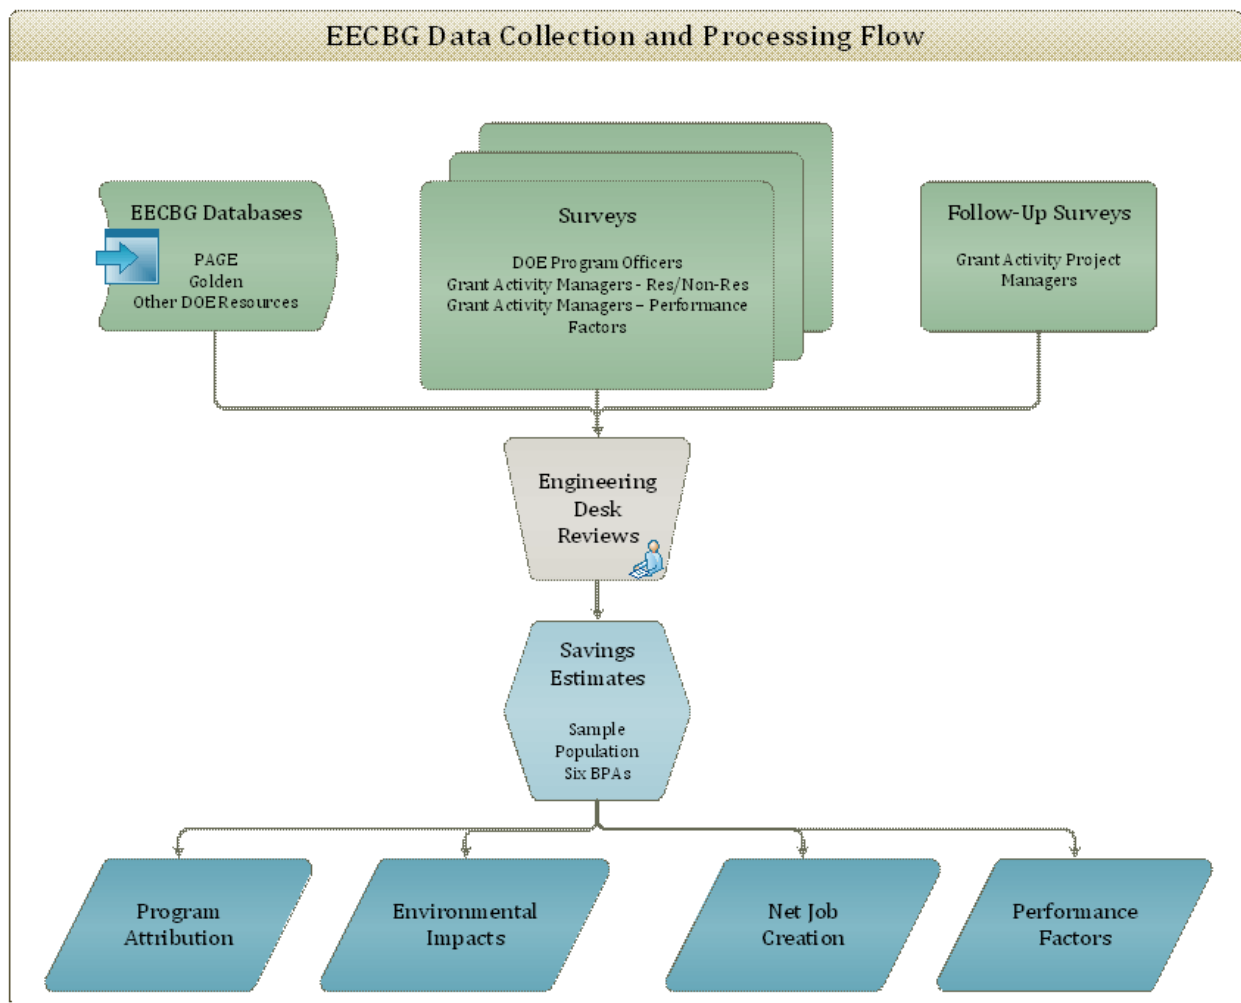 EECBG Data Collection and Processing Flow
EECBG Databases
PAGE
Golden
Other DOE Resources
Surveys
DOE Program Officers
Grant Activity Managers - Res/Non-Res
Grant Activity Managers – Performance
Factors
Follow-Up Surveys
Grant Activity Project
Managers
Engineering
Desk
Reviews
Savings
Estimates
Sample
Population
Six BPAs
Program
Attribution
Environmental
Impacts
Net Job
Creation
Performance
Factors